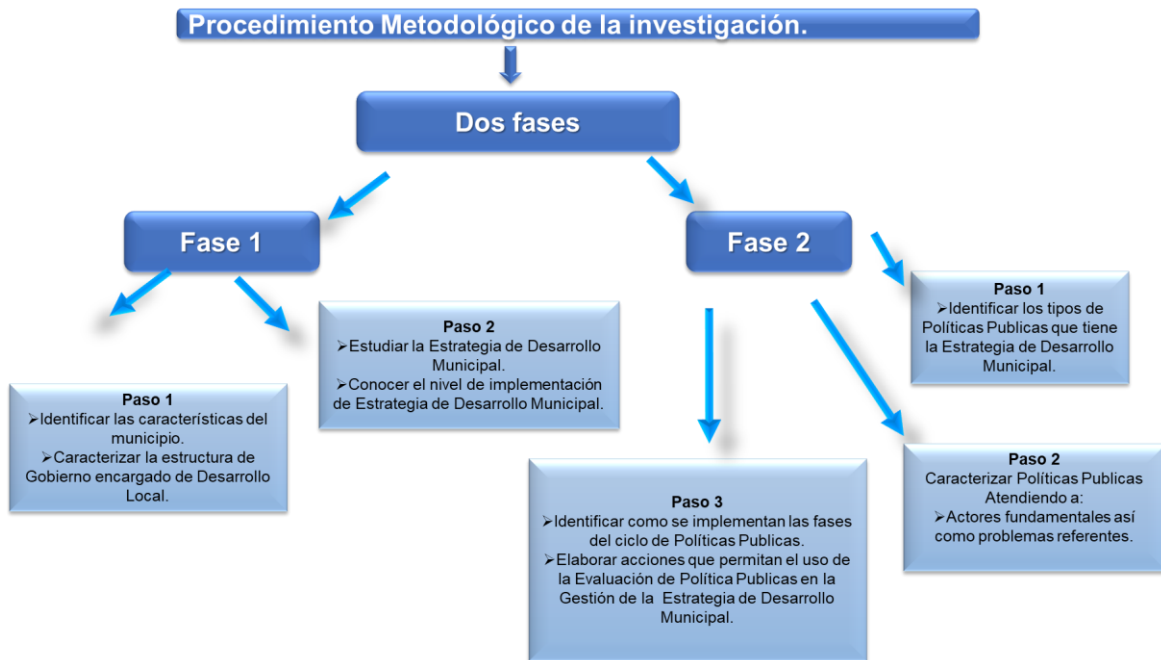 Procedimiento Metodológico de la investigación.
Dos fases
Fase 1
Fase 2
Paso 1
➢Identificar las características del
municipio.
➢Caracterizar la estructura de
Gobierno encargado de Desarrollo
Local.
Paso 2
➢Estudiar la Estrategia de Desarrollo
Municipal.
➢Conocer el nivel de implementación
de Estrategia de Desarrollo Municipal.
Paso 1
➢Identificar los tipos de
Políticas Publicas que tiene
la Estrategia de Desarrollo
Municipal.
Paso 2
Caracterizar Políticas Publicas
Atendiendo a:
➢Actores fundamentales así
como problemas referentes.
Paso 3
➢Identificar como se implementan las fases
del ciclo de Políticas Publicas.
➢Elaborar acciones que permitan el uso de
la Evaluación de Política Publicas en la
Gestión de la Estrategia de Desarrollo
Municipal.